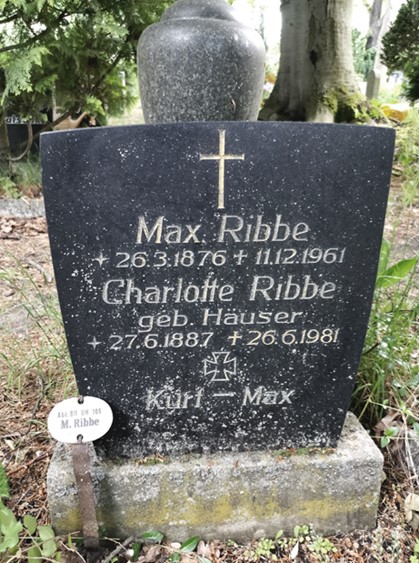 Max Ribbe
+ 26.3.1876 + 11.12.1961
Charlotte Ribbe
geb. Häuser
+ 27.6.1887 + 26.6.1981
Kurt – Max
M. Ribbe